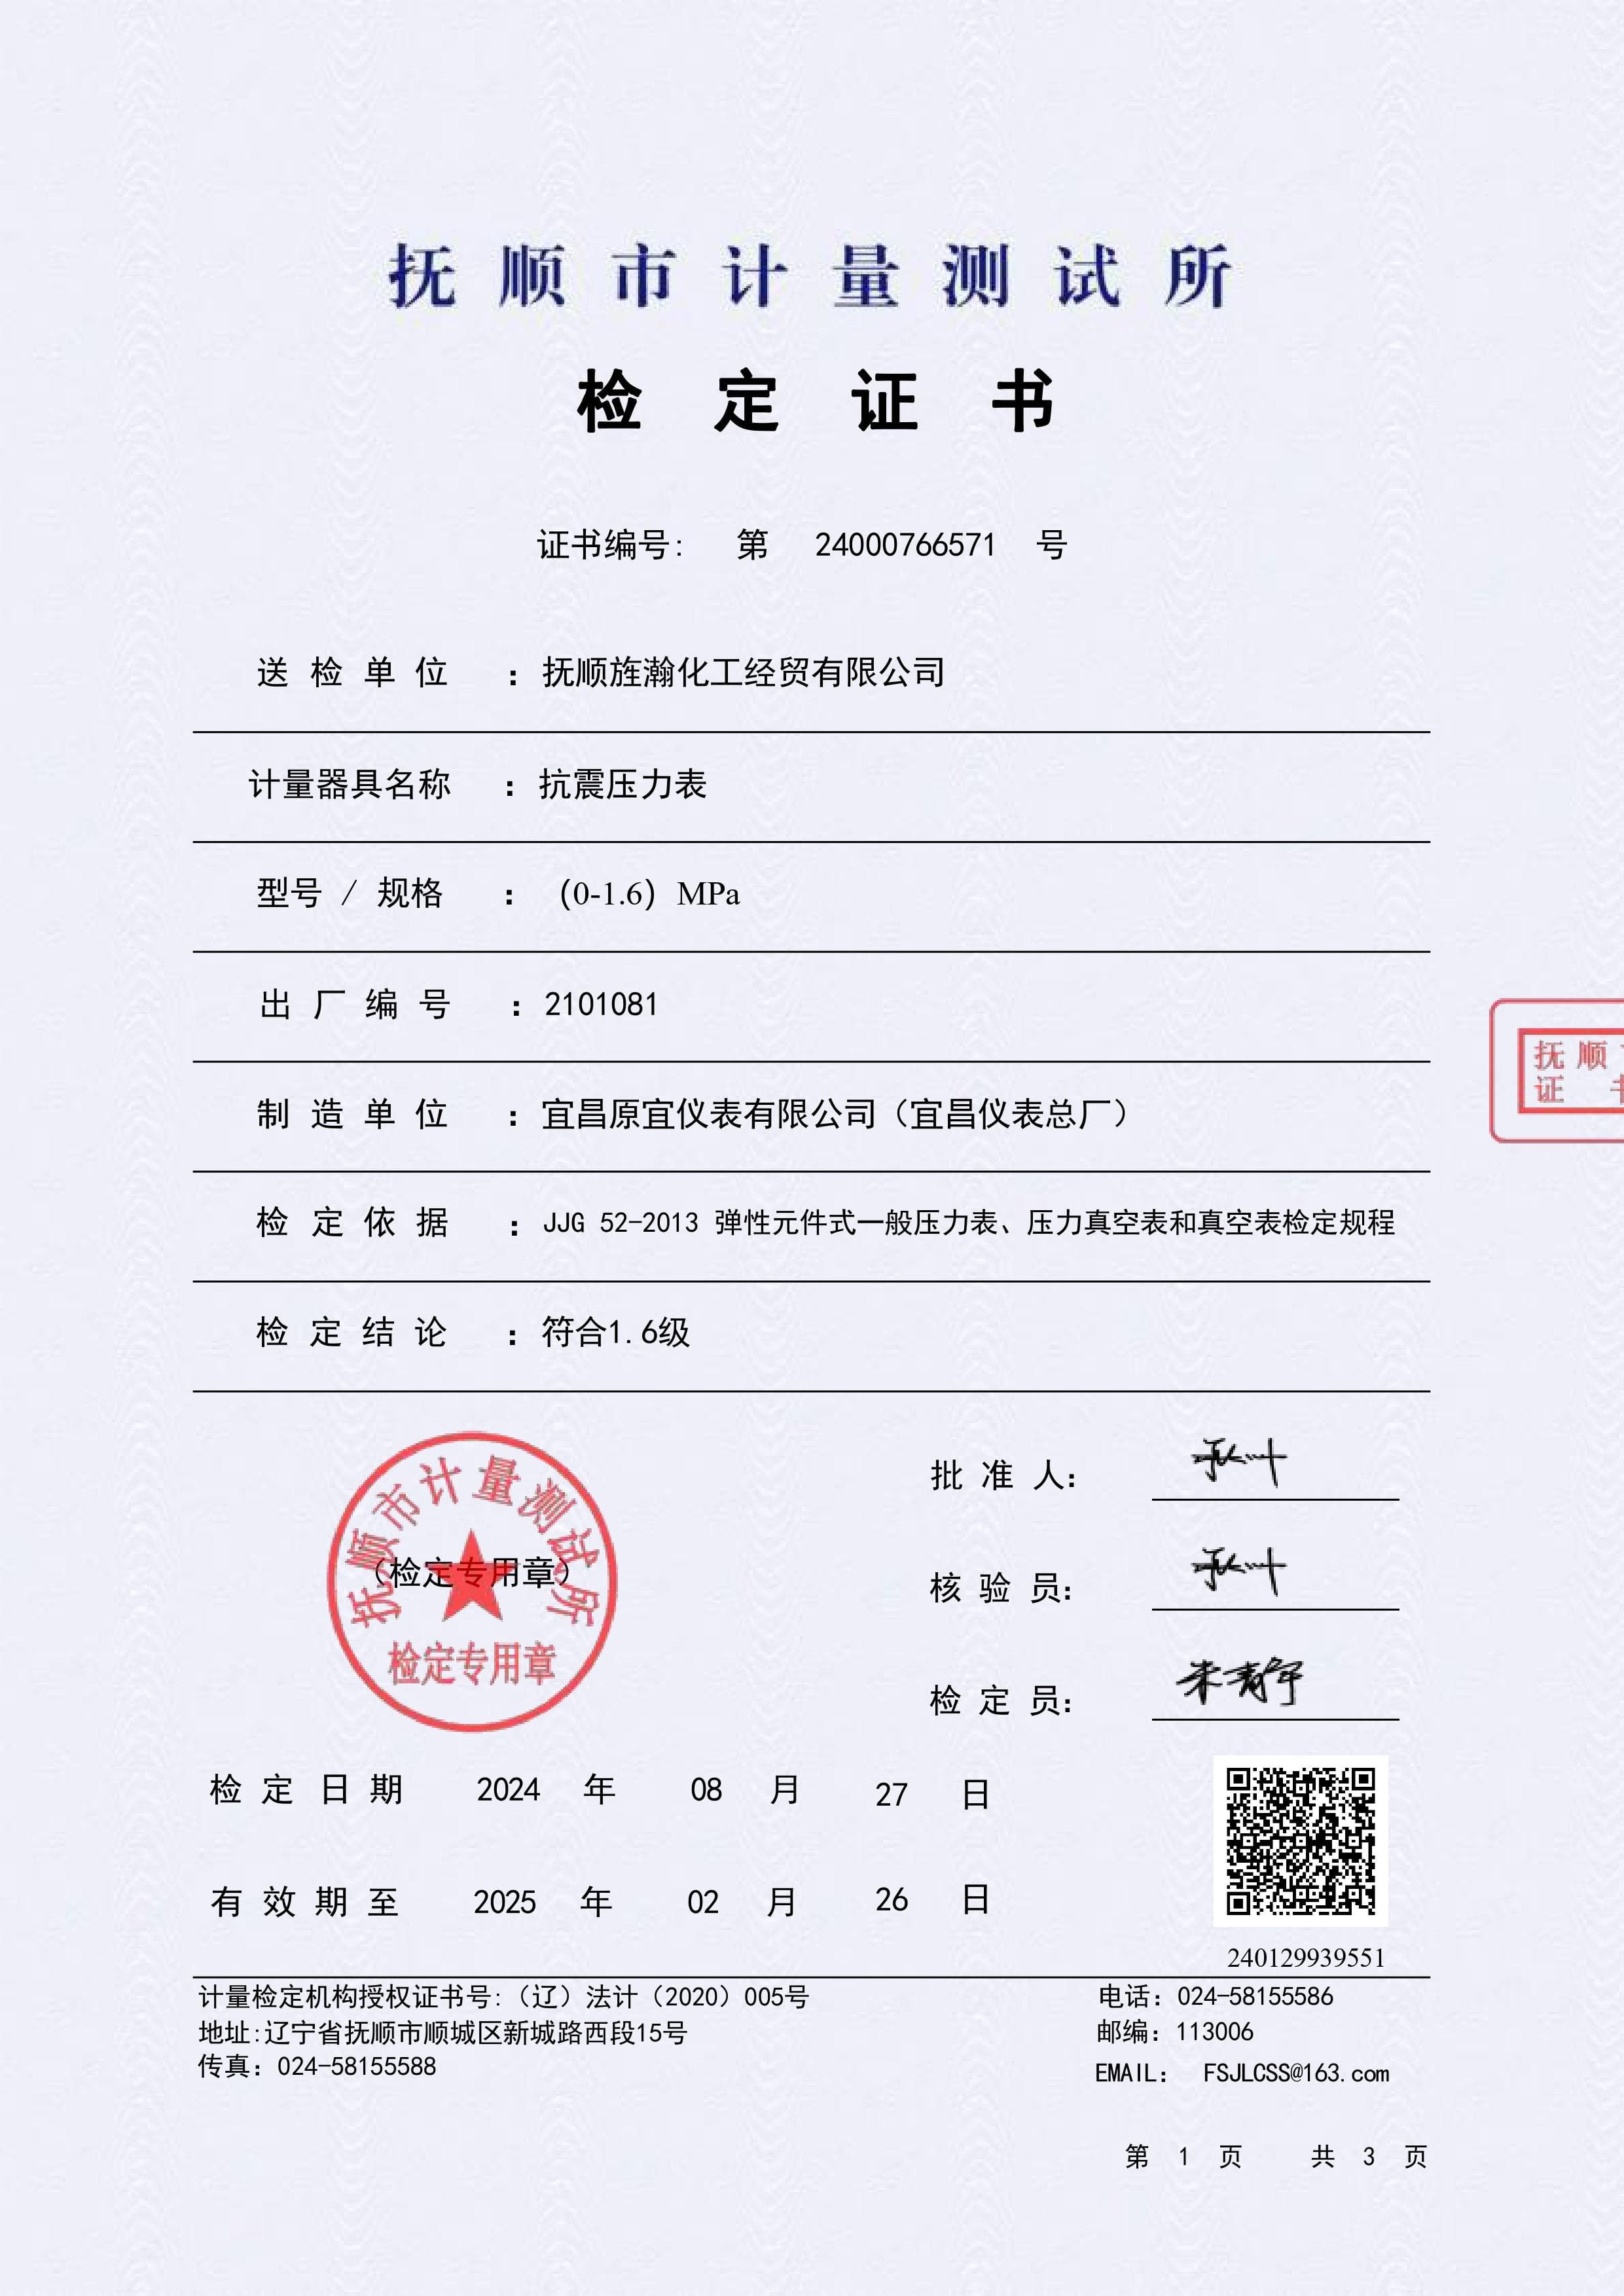 抚顺市计量测试所
检定证书
证书编号: 第 24000766571 号
送检单位 : 抚顺旌瀚化工经贸有限公司
计量器具名称 : 抗震压力表
型号 / 规格 : (0-1.6) MPa
出厂编号 : 2101081
制造单位 : 宜昌原宜仪表有限公司（宜昌仪表总厂）
检定依据 : JJG 52-2013 弹性元件式一般压力表、压力真空表和真空表检定规程
检定结论 : 符合1.6级
抚顺
证
抚顺市计量测试所
（检定专用章）
检定专用章
批准人:
核验员:
检定员: 朱青宇
检定日期 2024 年 08 月 27 日
有效期至 2025 年 02 月 26 日
240129939551
计量检定机构授权证书号:（辽）法计（2020）005号
地址:辽宁省抚顺市顺城区新城路西段15号
传真: 024-58155588
电话: 024-58155586
邮编: 113006
EMAIL: FSJLCSS@163.com
第 1 页 共 3 页